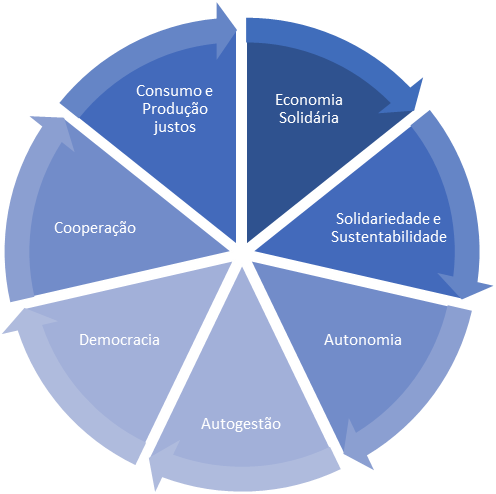 Economia
Solidária
Solidariedade e
Sustentabilidade
Autonomia
Autogestão
Democracia
Cooperação
Consumo e
Produção
justos